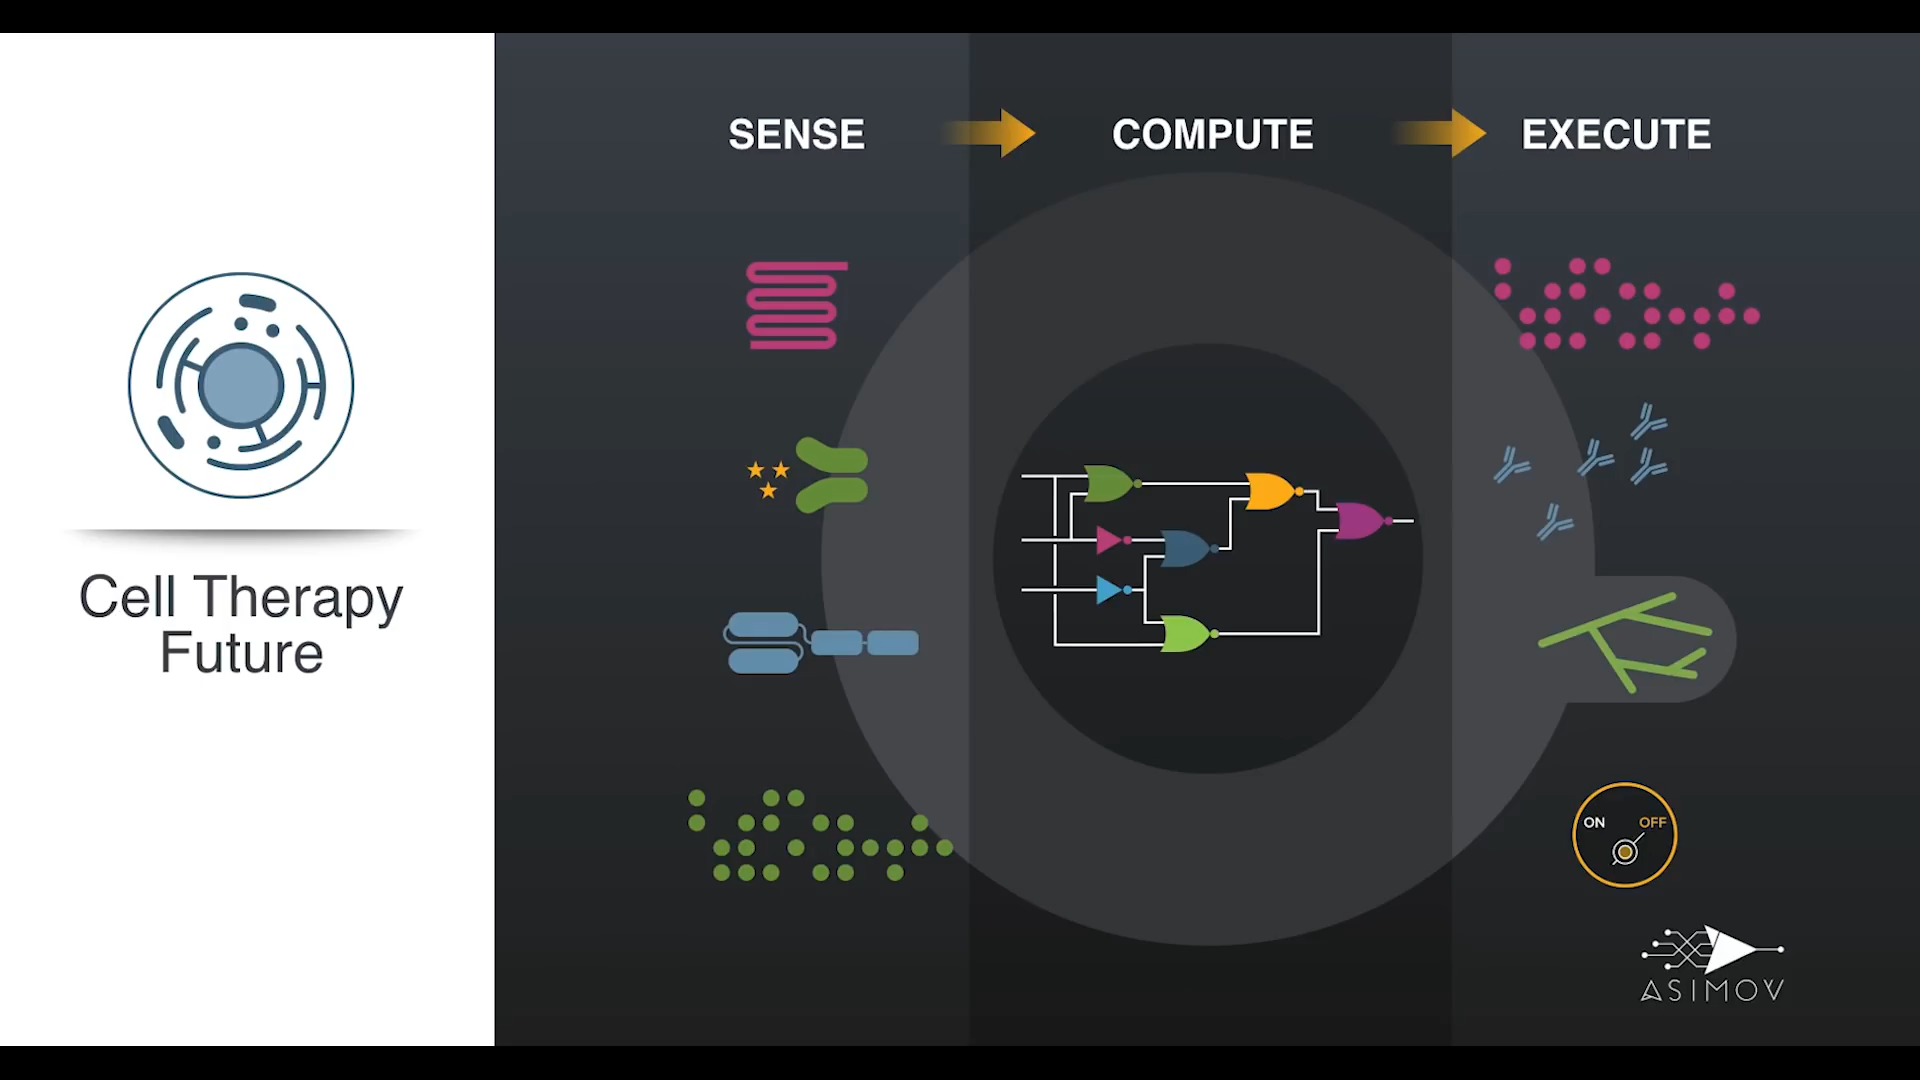 SENSE
COMPUTE
EXECUTE
Cell Therapy
Future
ON
OFF
ASIMOV